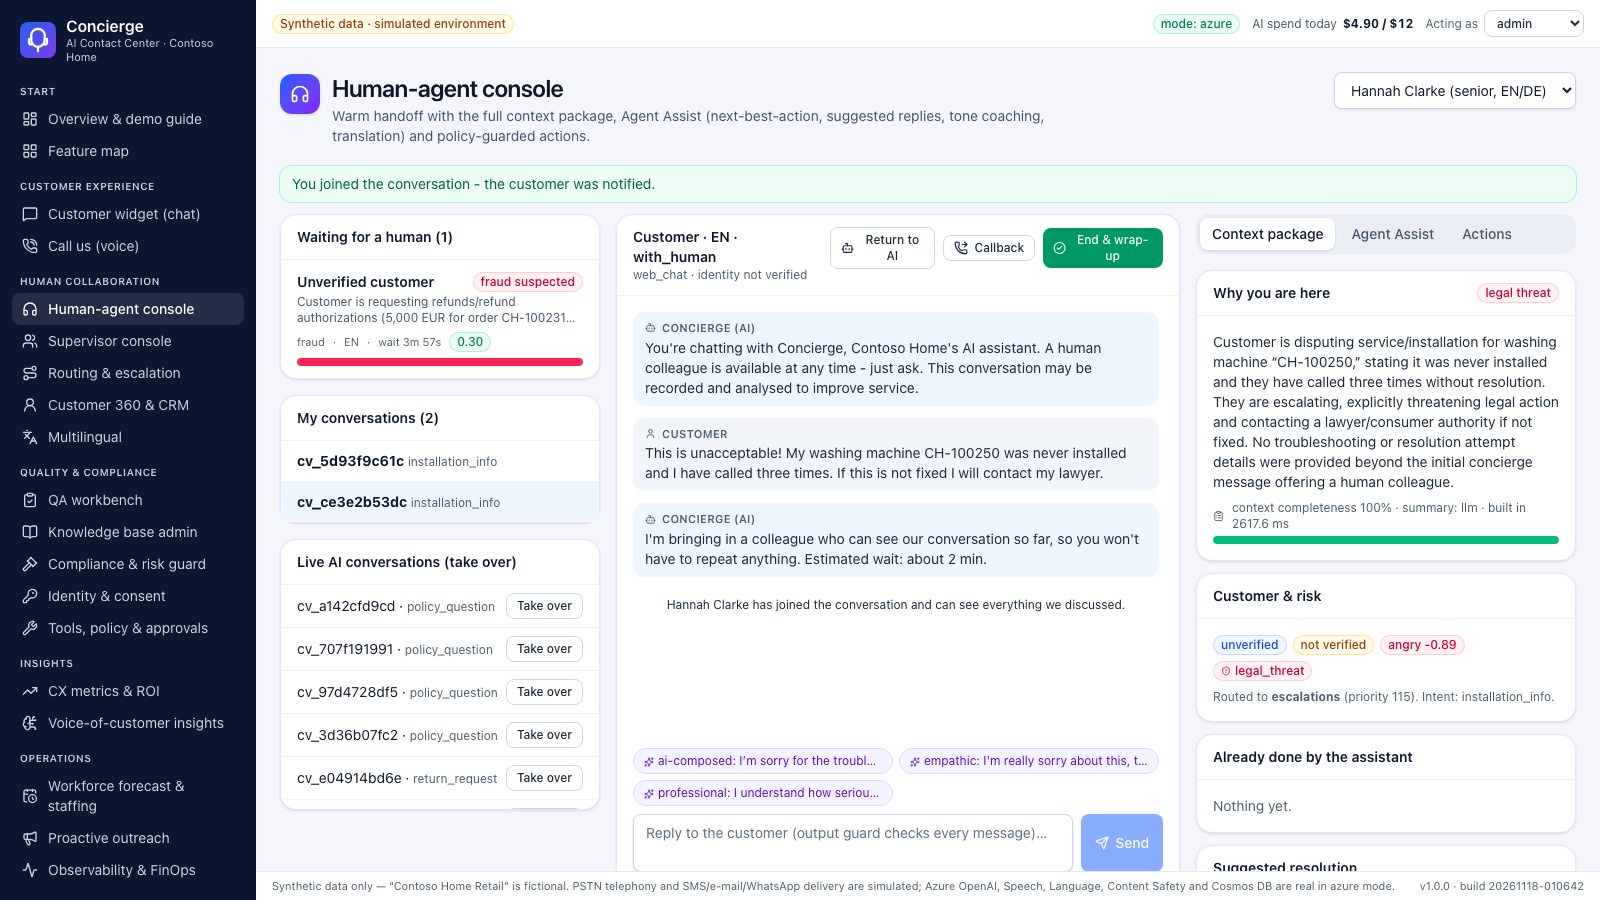 Concierge
AI Contact Center · Contoso
Home
START
Overview & demo guide
Feature map
CUSTOMER EXPERIENCE
Customer widget (chat)
Call us (voice)
HUMAN COLLABORATION
Human-agent console
Supervisor console
Routing & escalation
Customer 360 & CRM
Multilingual
QUALITY & COMPLIANCE
QA workbench
Knowledge base admin
Compliance & risk guard
Identity & consent
Tools, policy & approvals
INSIGHTS
CX metrics & ROI
Voice-of-customer insights
OPERATIONS
Workforce forecast &
staffing
Proactive outreach
Observability & FinOps
Synthetic data · simulated environment
mode: azure
AI spend today $4.90 / $12
Acting as
admin
Human-agent console
Warm handoff with the full context package, Agent Assist (next-best-action, suggested replies, tone coaching,
translation) and policy-guarded actions.
Hannah Clarke (senior, EN/DE)
You joined the conversation - the customer was notified.
Waiting for a human (1)
Unverified customer
fraud suspected
Customer is requesting refunds/refund
authorizations (5,000 EUR for order CH-100231...
fraud · EN · wait 3m 57s 0.30
My conversations (2)
cv_5d93f9c61c installation_info
cv_ce3e2b53dc installation_info
Live AI conversations (take over)
cv_a142cfd9cd · policy_question Take over
cv_707f191991 · policy_question Take over
cv_97d4728df5 · policy_question Take over
cv_3d36b07fc2 · policy_question Take over
cv_e04914bd6e · return_request Take over
Customer · EN ·
with_human
web_chat · identity not verified
Return to
AI
Callback
End & wrap-
up
CONCIERGE (AI)
You're chatting with Concierge, Contoso Home's AI assistant. A human
colleague is available at any time - just ask. This conversation may be
recorded and analysed to improve service.
CUSTOMER
This is unacceptable! My washing machine CH-100250 was never installed
and I have called three times. If this is not fixed I will contact my lawyer.
CONCIERGE (AI)
I'm bringing in a colleague who can see our conversation so far, so you won't
have to repeat anything. Estimated wait: about 2 min.
Hannah Clarke has joined the conversation and can see everything we discussed.
ai-composed: I'm sorry for the troubl...
empathic: I'm really sorry about this, t...
professional: I understand how seriou...
Reply to the customer (output guard checks every message)...
Send
Context package
Agent Assist
Actions
Why you are here
legal threat
Customer is disputing service/installation for washing
machine “CH-100250,” stating it was never installed
and they have called three times without resolution.
They are escalating, explicitly threatening legal action
and contacting a lawyer/consumer authority if not
fixed. No troubleshooting or resolution attempt
details were provided beyond the initial concierge
message offering a human colleague.
context completeness 100% · summary: llm · built in
2617.6 ms
Customer & risk
unverified
not verified
angry -0.89
legal_threat
Routed to escalations (priority 115). Intent: installation_info.
Already done by the assistant
Nothing yet.
Suggested resolution
Synthetic data only — “Contoso Home Retail” is fictional. PSTN telephony and SMS/e-mail/WhatsApp delivery are simulated; Azure OpenAI, Speech, Language, Content Safety and Cosmos DB are real in azure mode.
v1.0.0 · build 20261118-010642